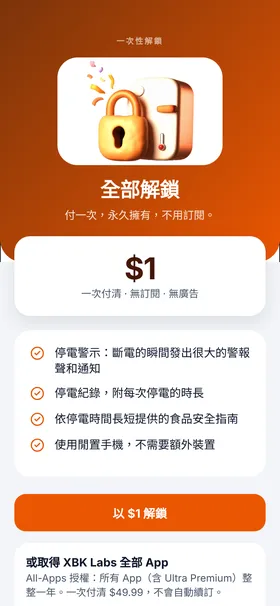 一次性解鎖
全部解鎖
付一次，永久擁有，不用訂閱。
$1
一次付清 · 無訂閱 · 無廣告
停電警示：斷電的瞬間發出很大的警報
聲和通知
停電紀錄，附每次停電的時長
依停電時間長短提供的食品安全指南
使用閒置手機，不需要額外裝置
以 $1 解鎖
或取得 XBK Labs 全部 App
All-Apps 授權：所有 App（含 Ultra Premium）整
整一年。一次付清 $49.99，不會自動續訂。